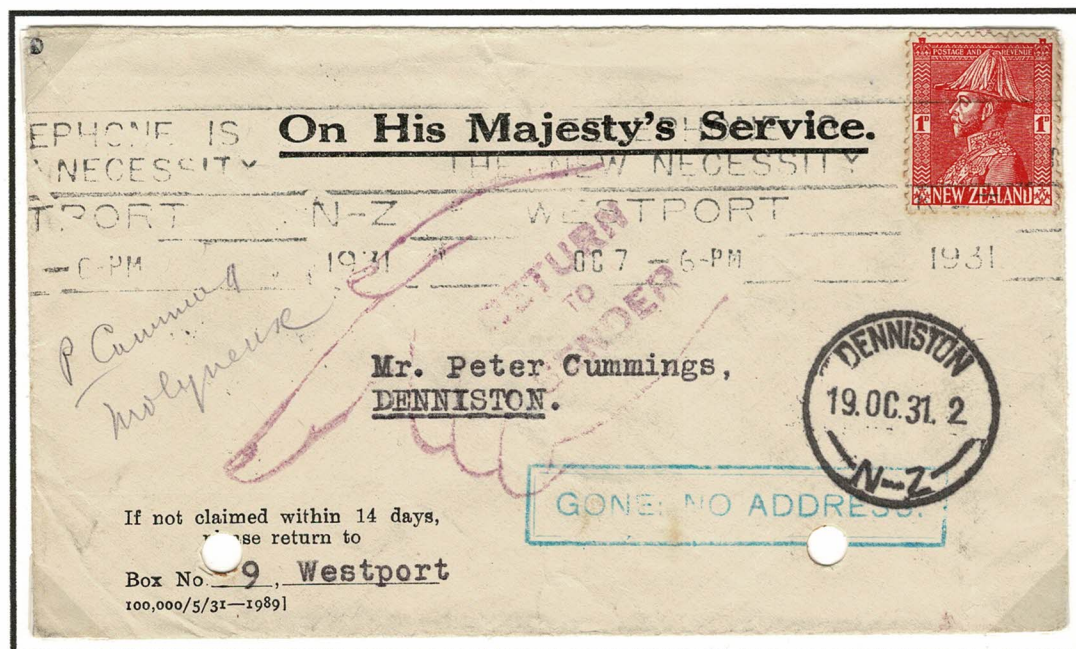 POSTAGE AND REVENUE
1D 1D
NEW ZEALAND
On His Majesty's Service.
EPHONE IS
NECESSITY THE NEW NECESSITY
TPORT N-Z WESTPORT
6-PM 1931 OC 7 - 6-PM 1931
RETURN
TO
SENDER
P Cummings
Molyneux
Mr. Peter Cummings,
DENNISTON.
DENNISTON
19.OC.31. 2
N-Z
GONE: NO ADDRESS.
If not claimed within 14 days,
please return to
Box No. 9, Westport
100,000/5/31—1989]